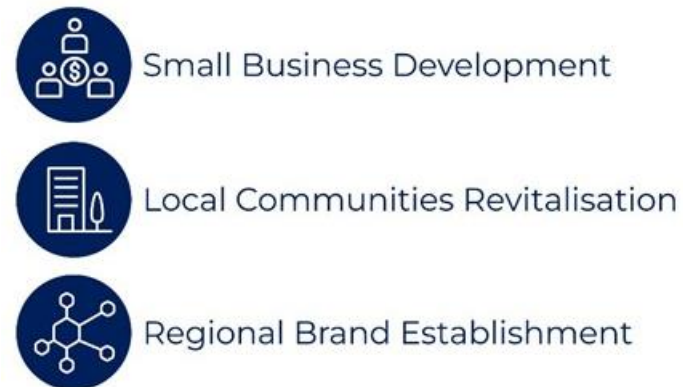 Small Business Development
Local Communities Revitalisation
Regional Brand Establishment